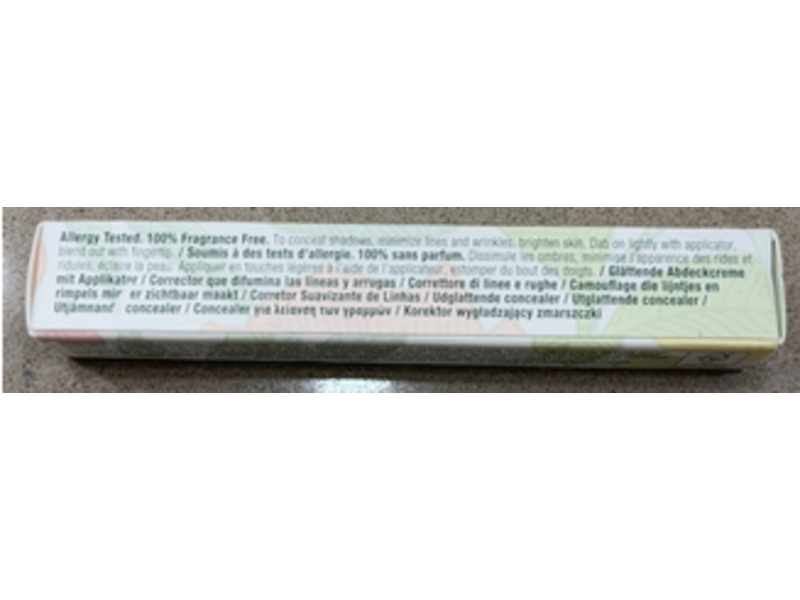 Allergy Tested. 100% Fragrance Free. To conceal shadows, minimize lines and wrinkles, brighten skin. Dab on lightly with applicator,
blend out with fingertip. / Soumis à des tests d'allergie. 100% sans parfum. Dissimule les ombres, minimise l'apparence des rides et
ridules, éclaire la peau. Appliquer en touches légères à l'aide de l'applicateur, estomper du bout des doigts. / Glättende Abdeckcreme
mit Applikator / Corrector que difumina las líneas y arrugas / Correttore di linee e rughe / Camouflage die lijntjes en
rimpels er zichtbaar maakt / Corretor Suavizante de Linhas / Udglattende concealer / Utglattende concealer /
Utjämnand concealer / Concealer για λείανση των γραμμών / Korektor wygładzający zmarszczki